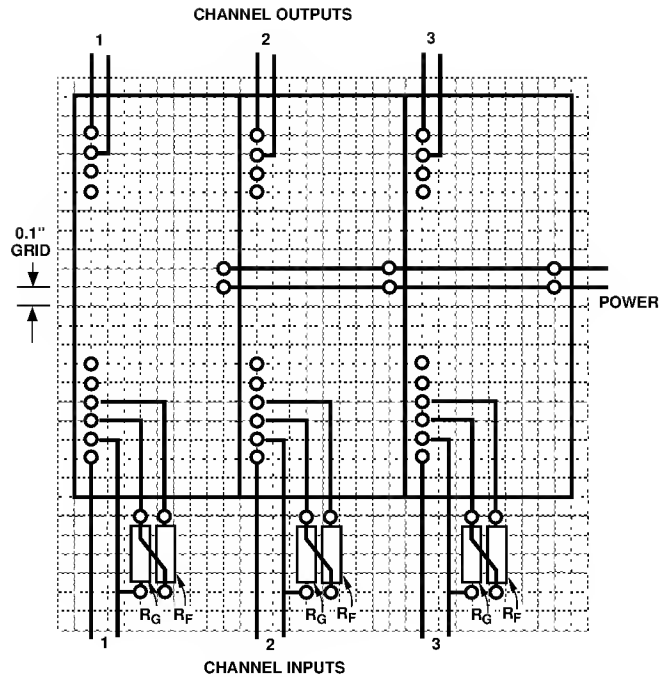 CHANNEL OUTPUTS
1 2 3
0.1"
GRID
POWER
RG RF RG RF RG RF
1 2 3
CHANNEL INPUTS